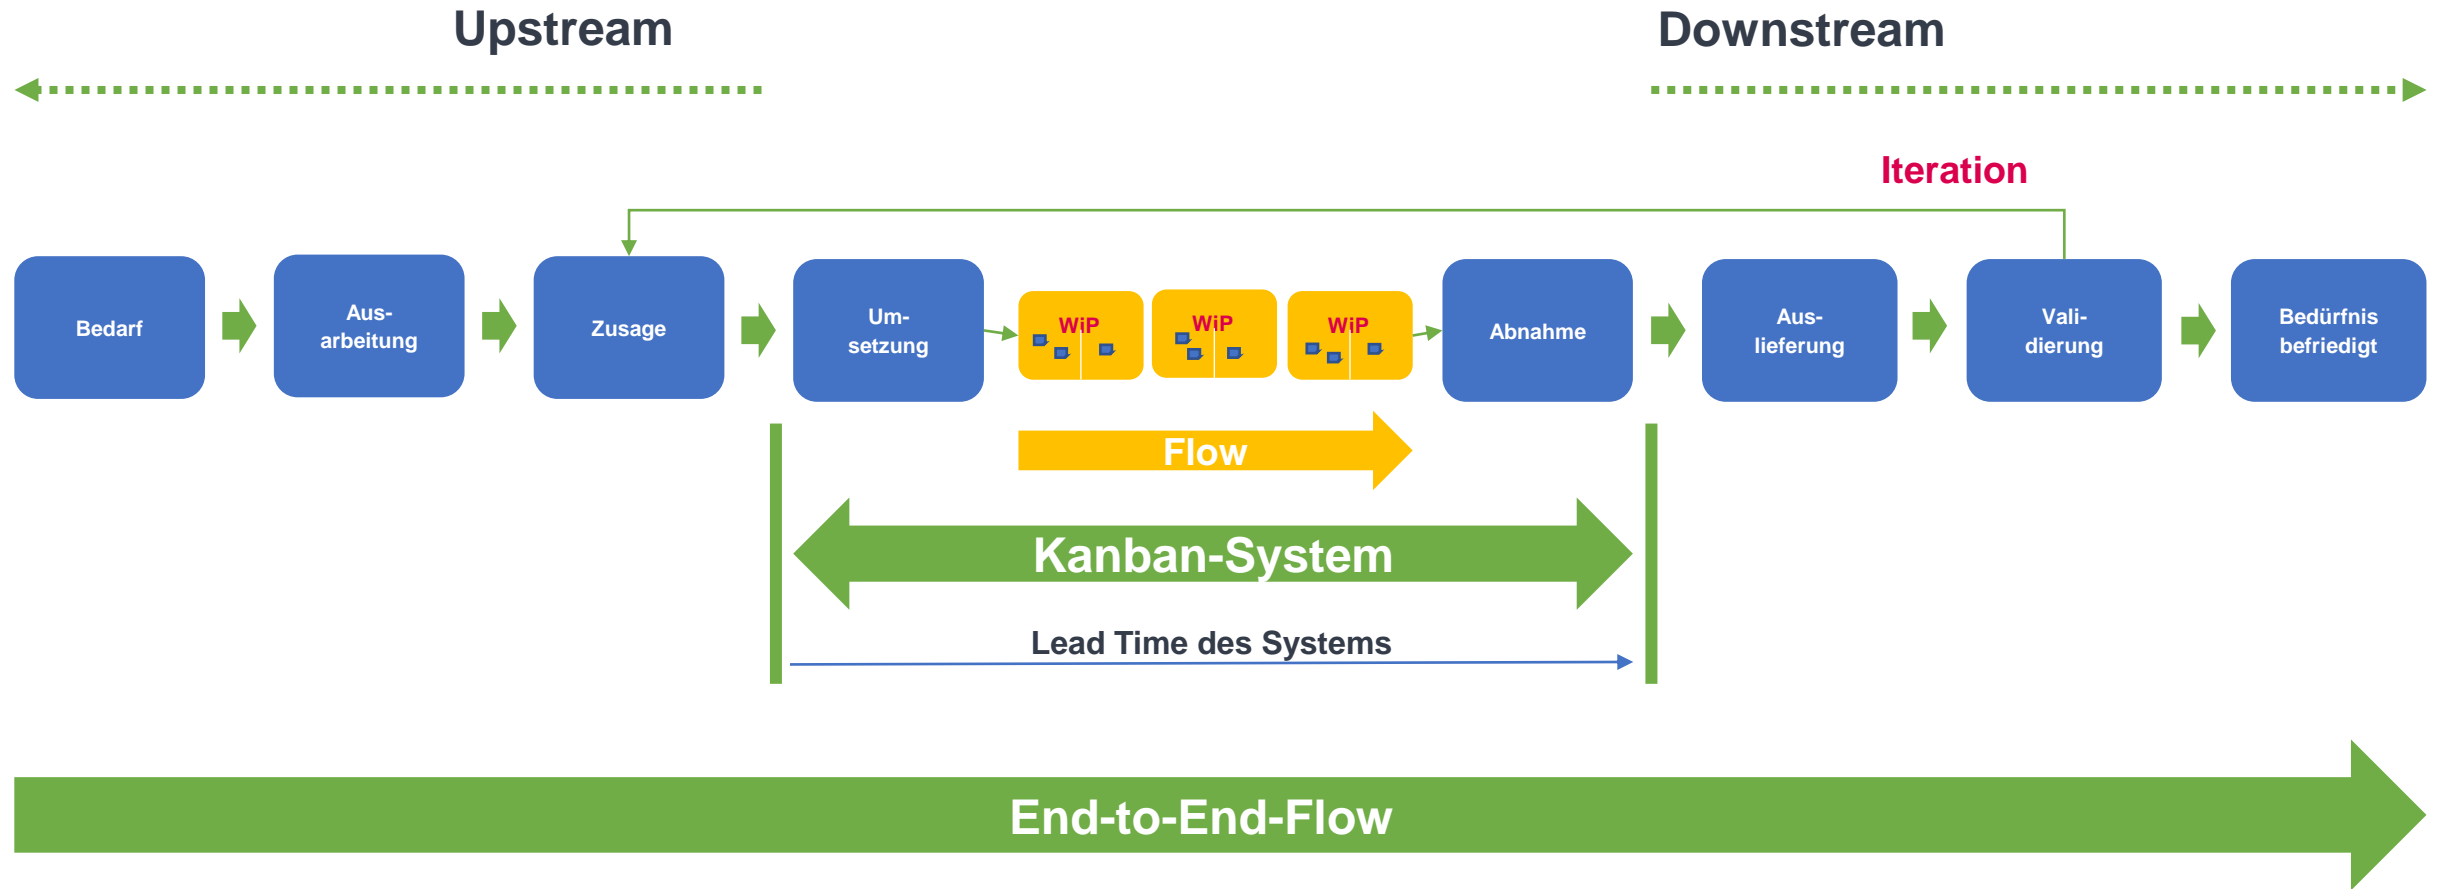 Upstream
Downstream
Iteration
Bedarf
Aus-
arbeitung
Zusage
Um-
setzung
WiP
WiP
WiP
Abnahme
Aus-
lieferung
Vali-
dierung
Bedürfnis
befriedigt
Flow
Kanban-System
Lead Time des Systems
End-to-End-Flow